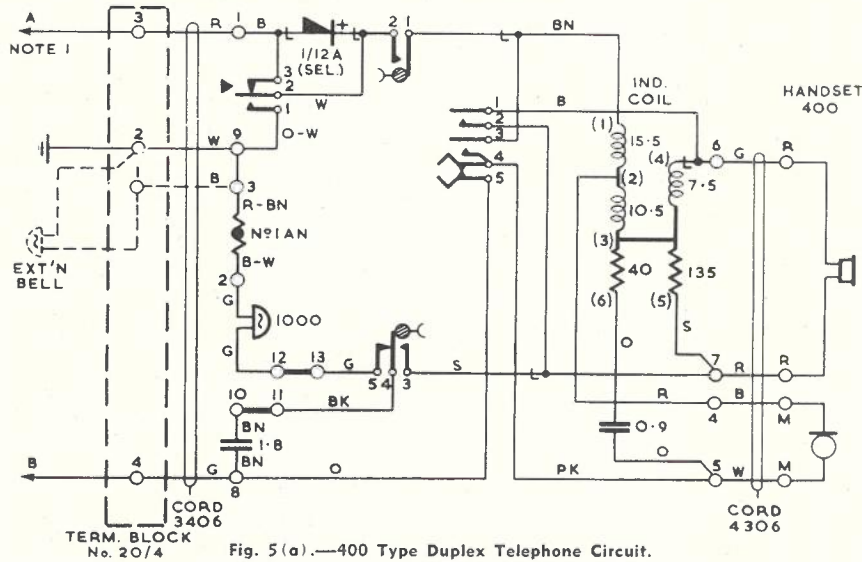 A
NOTE 1
3
R
1
B
L
+
L
1/12A
(SEL.)
2 1
L
BN
3
2
1
W
O-W
2
W
9
B
3
R-BN
No1AN
B-W
2
G
1000
G
EXT'N
BELL
12 13
G
5 4 3
S
L
10 11
BK
BN
1·8
BN
B
4
G
8
O
1
2
3
4
5
B
IND.
COIL
(1)
15·5
(2)
10·5
(3)
40
(6)
(4)
L
7·5
135
(5)
S
O
0·9
O
PK
6
G
R
HANDSET
400
7
R
R
R
4
B
M
5
W
M
CORD
3406
CORD
4306
TERM. BLOCK
No. 20/4
Fig. 5(a).—400 Type Duplex Telephone Circuit.